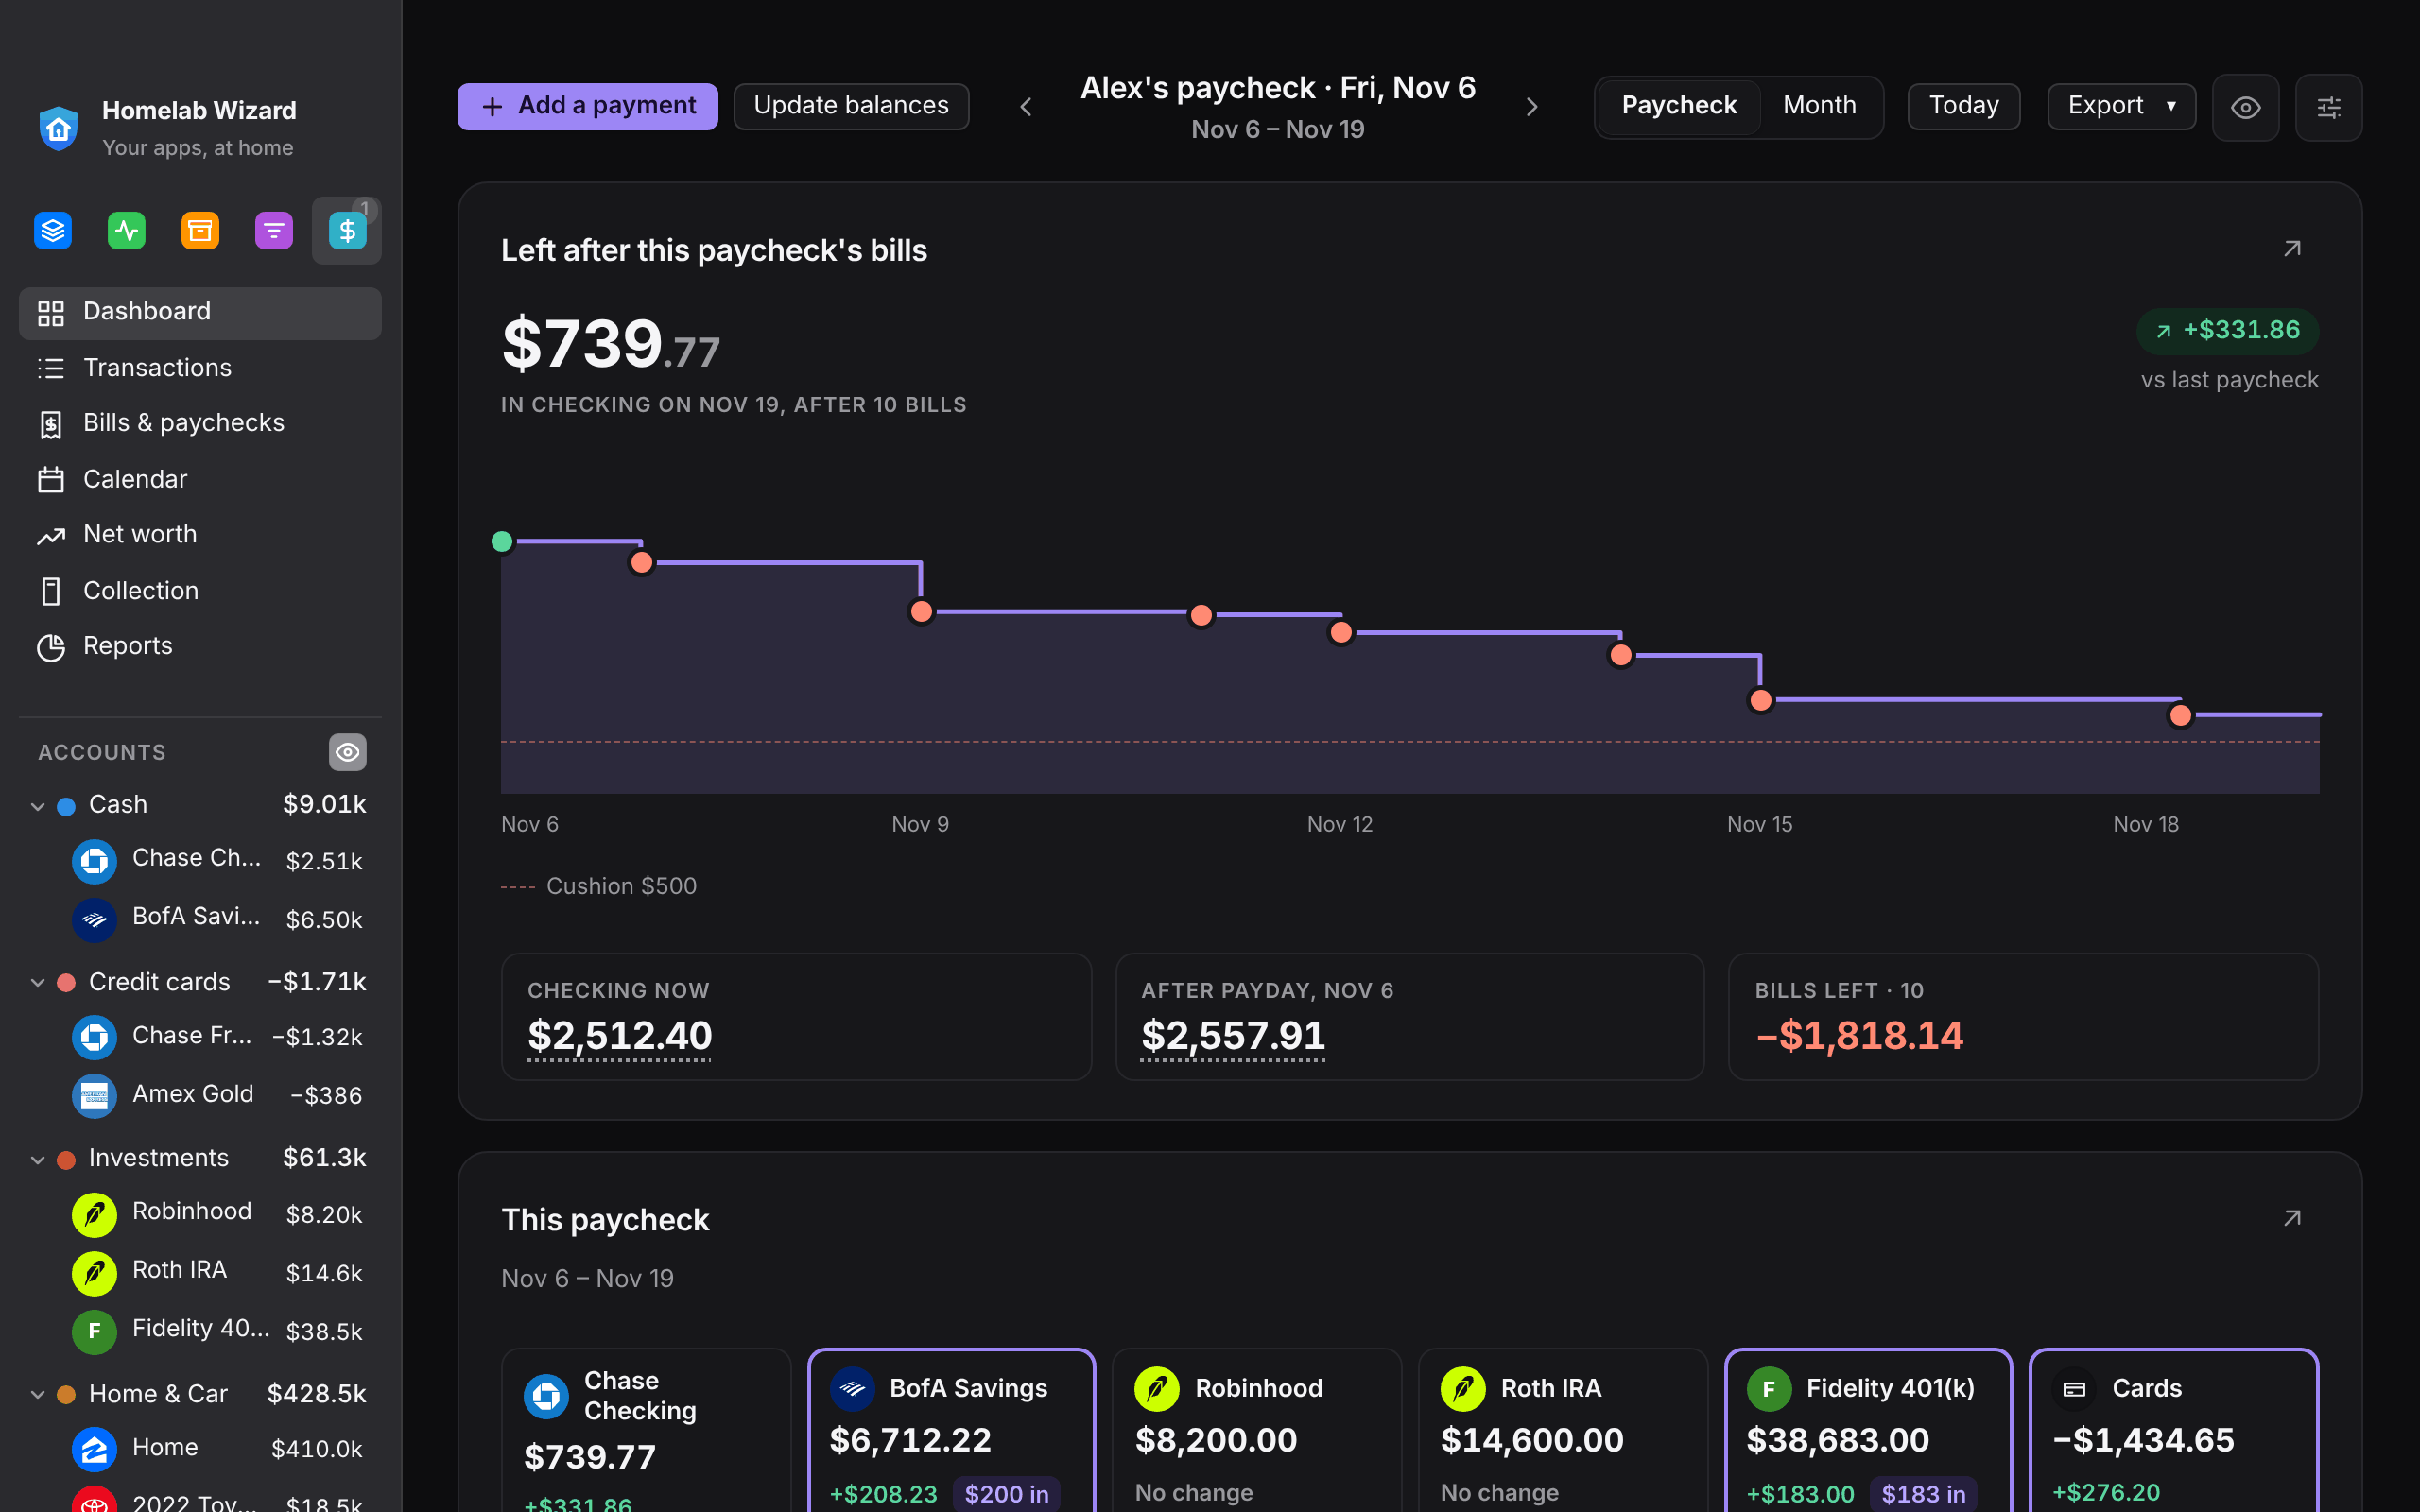 Homelab Wizard
Your apps, at home
1
Dashboard
Transactions
Bills & paychecks
Calendar
Net worth
Collection
Reports
ACCOUNTS
Cash $9.01k
Chase Ch... $2.51k
BofA Savi... $6.50k
Credit cards −$1.71k
Chase Fr... −$1.32k
Amex Gold −$386
Investments $61.3k
Robinhood $8.20k
Roth IRA $14.6k
F Fidelity 40... $38.5k
Home & Car $428.5k
Home $410.0k
2022 Toy... $18.5k
+ Add a payment
Update balances
Alex's paycheck · Fri, Nov 6
Nov 6 – Nov 19
Paycheck Month
Today
Export
Left after this paycheck's bills
$739.77
IN CHECKING ON NOV 19, AFTER 10 BILLS
+$331.86
vs last paycheck
Nov 6 Nov 9 Nov 12 Nov 15 Nov 18
Cushion $500
CHECKING NOW
$2,512.40
AFTER PAYDAY, NOV 6
$2,557.91
BILLS LEFT · 10
−$1,818.14
This paycheck
Nov 6 – Nov 19
Chase
Checking
$739.77
+$331.86
BofA Savings
$6,712.22
+$208.23 $200 in
Robinhood
$8,200.00
No change
Roth IRA
$14,600.00
No change
F Fidelity 401(k)
$38,683.00
+$183.00 $183 in
Cards
−$1,434.65
+$276.20